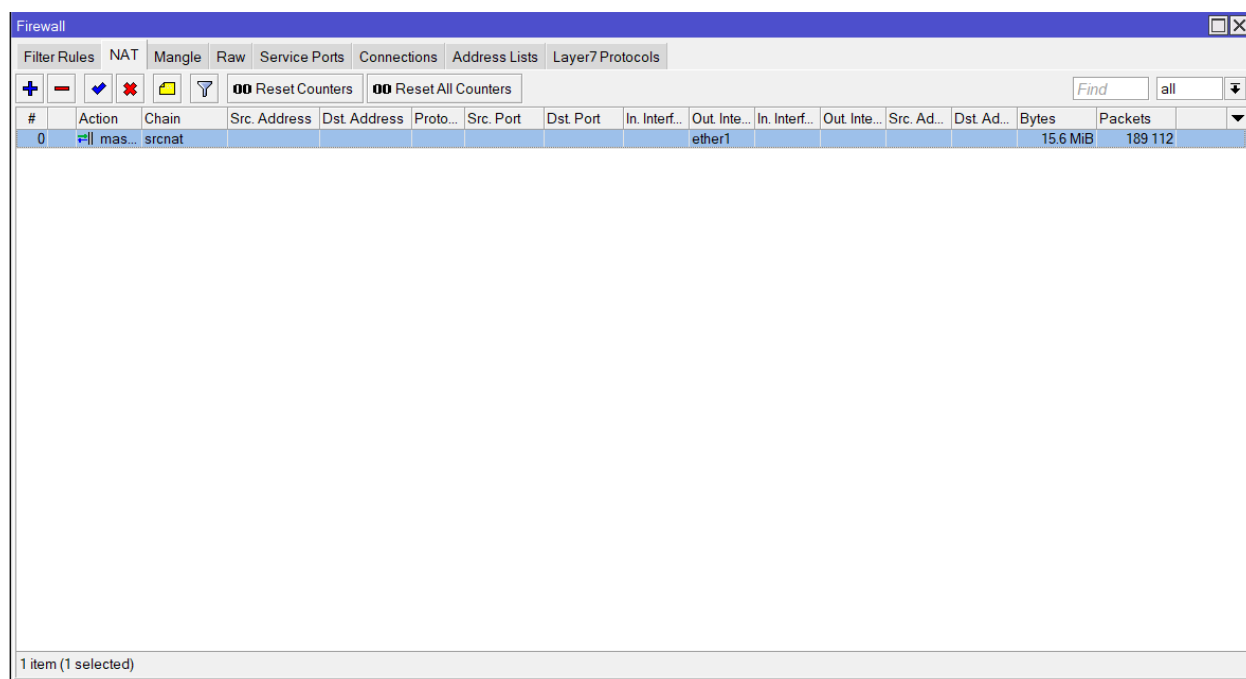 Firewall
Filter Rules NAT Mangle Raw Service Ports Connections Address Lists Layer7 Protocols
00 Reset Counters 00 Reset All Counters Find all
# Action Chain Src. Address Dst. Address Proto... Src. Port Dst. Port In. Interf... Out. Inte... In. Interf... Out. Inte... Src. Ad... Dst. Ad... Bytes Packets
0 mas... srcnat ether1 15.6 MiB 189 112
1 item (1 selected)